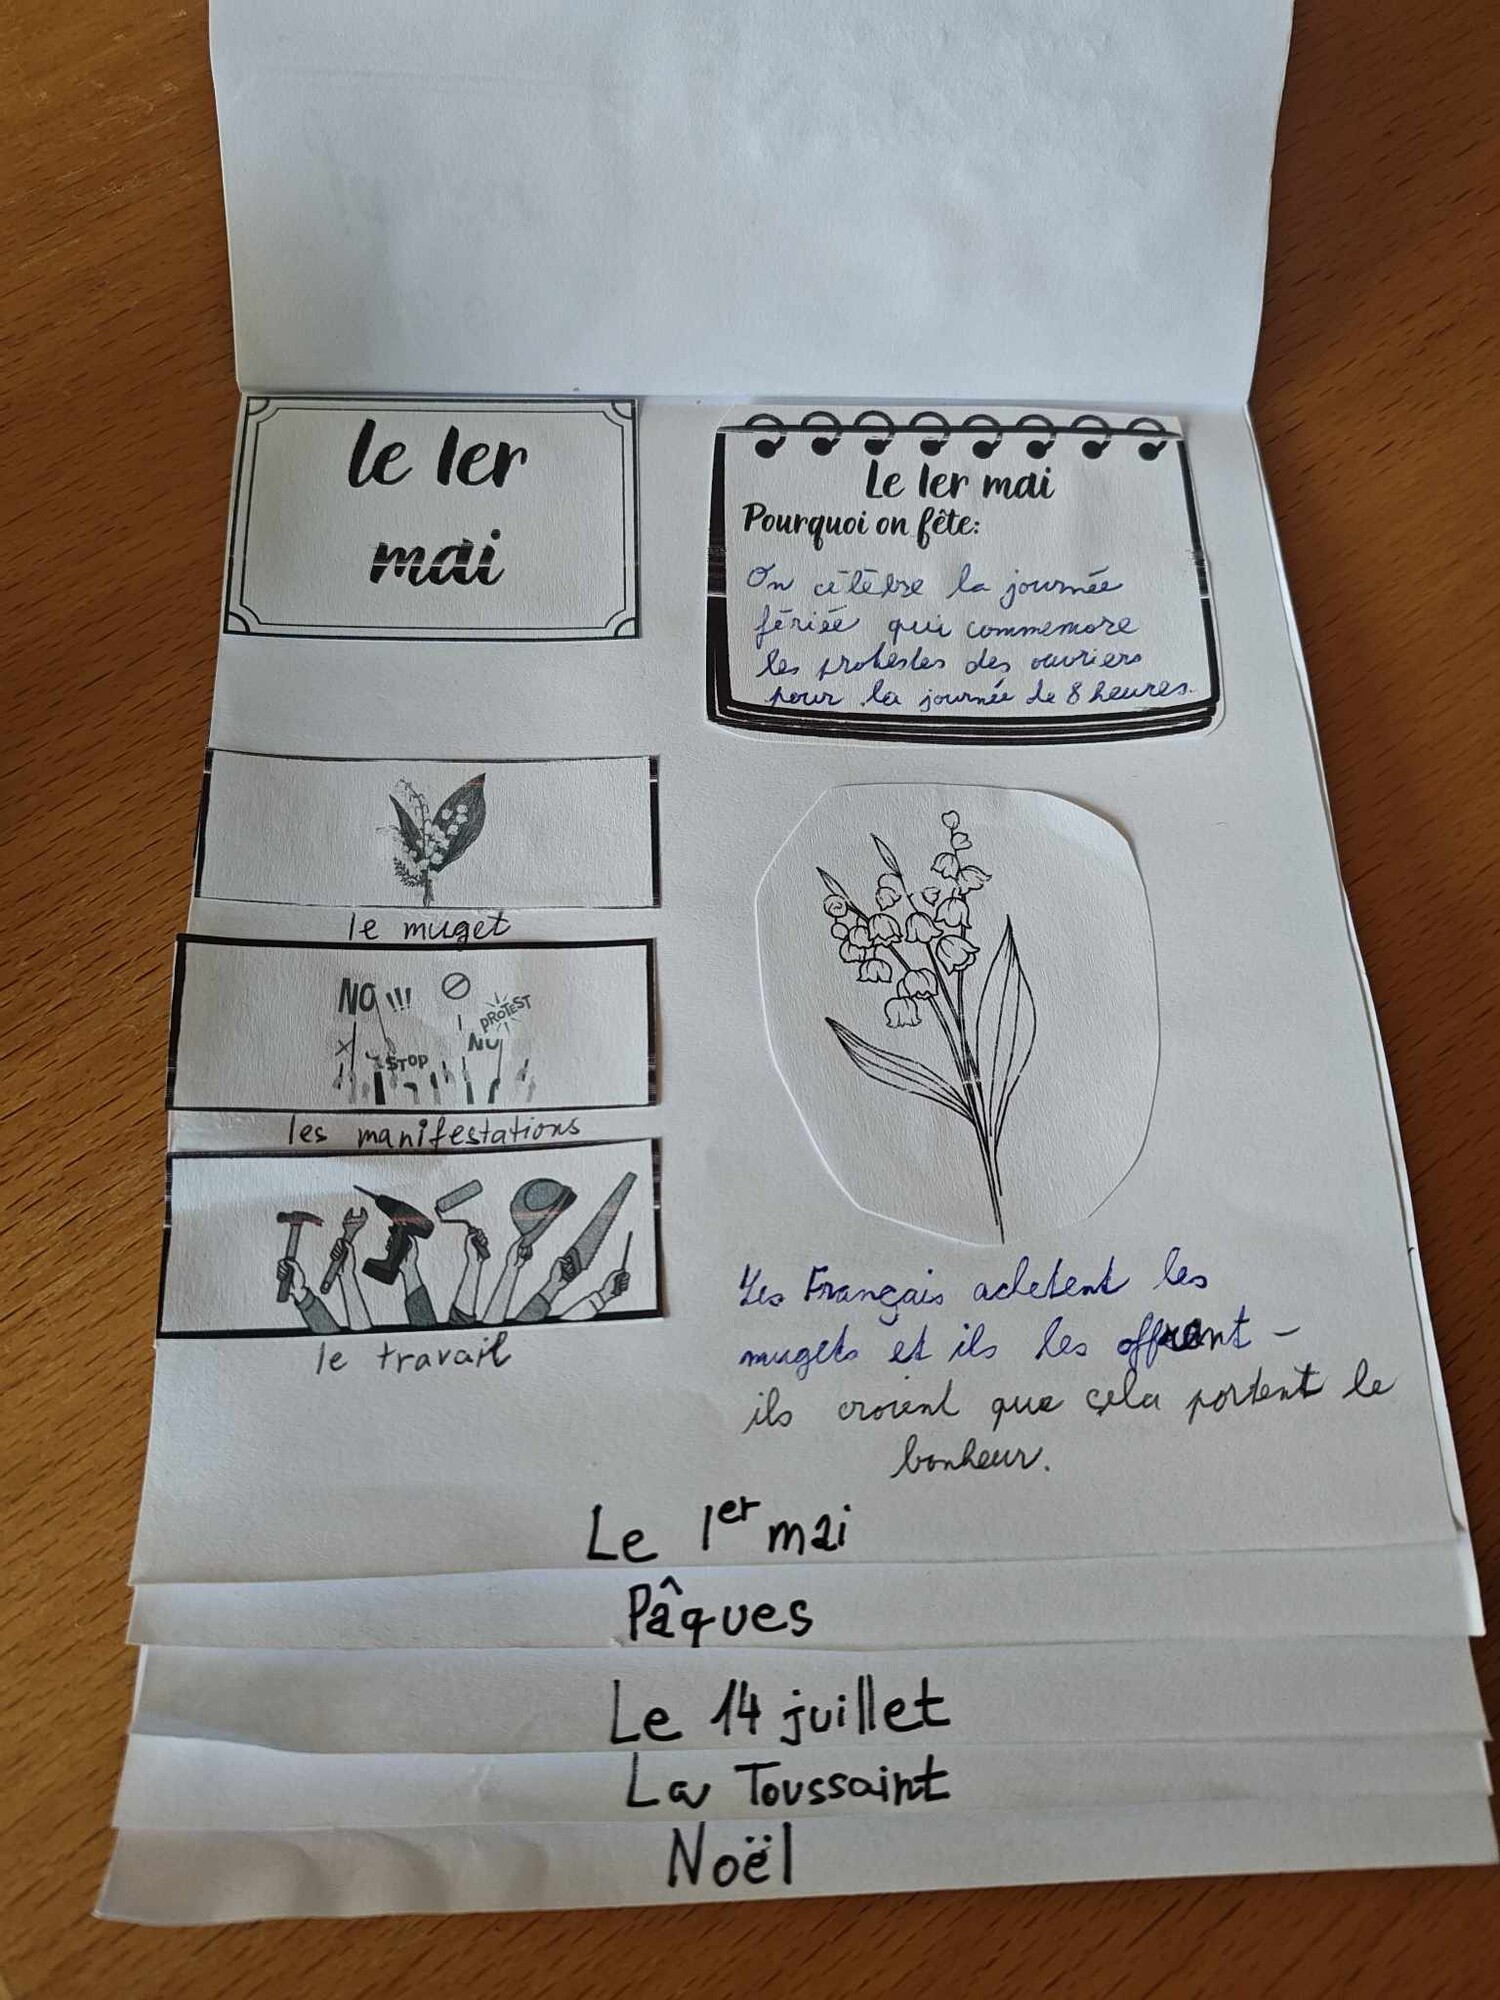 le 1er
mai
Le 1er mai
Pourquoi on fête:
On célèbre la journée
fériée qui commemore
les protestes des ouvriers
pour la journée de 8 heures.
le muget
NO !!!
PROTEST
STOP
NU
les manifestations
le travail
Les Français achetent les
mugets et ils les offrent -
ils croient que cela portent le
bonheur.
Le 1er mai
Pâques
Le 14 juillet
La Toussaint
Noël